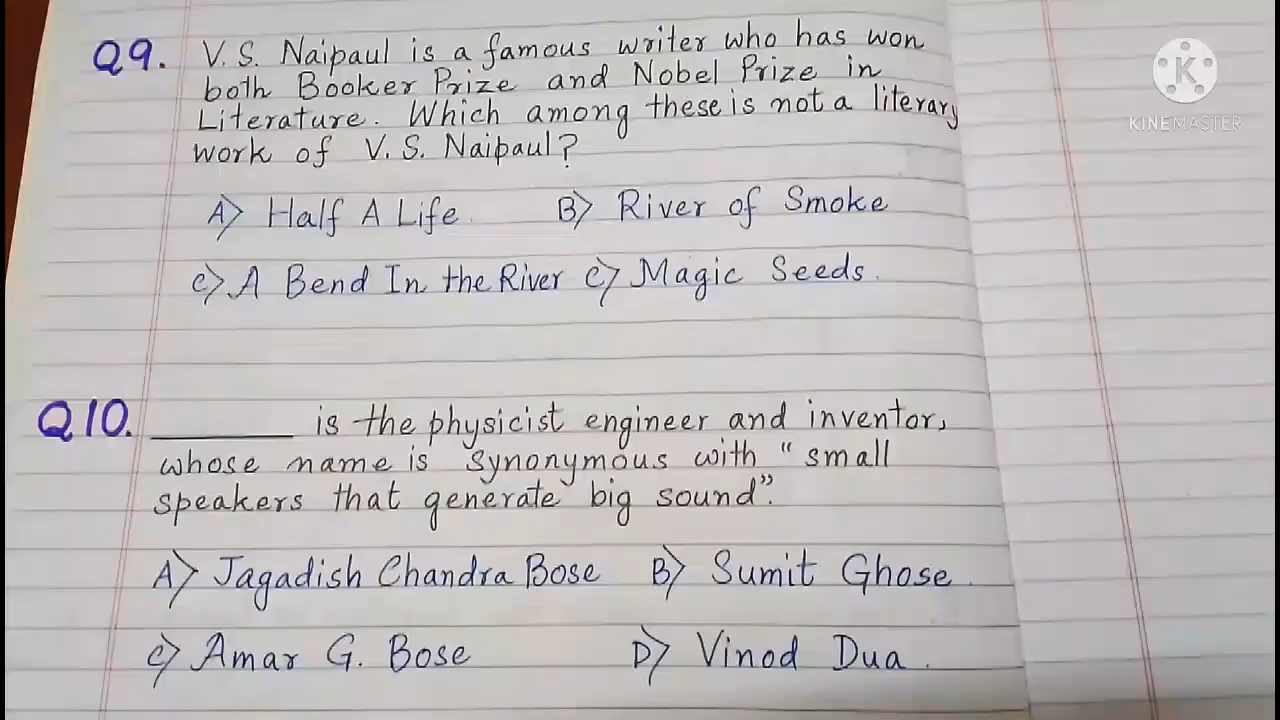 Q9. V. S. Naipaul is a famous writer who has won
both Booker Prize and Nobel Prize in
Literature. Which among these is not a literary
work of V. S. Naipaul?
A) Half A Life. B) River of Smoke
C) A Bend In the River C) Magic Seeds.
Q10. ________ is the physicist engineer and inventor,
whose name is synonymous with "small
speakers that generate big sound".
A) Jagadish Chandra Bose B) Sumit Ghose.
C) Amar G. Bose D) Vinod Dua.
K
KINEMASTER